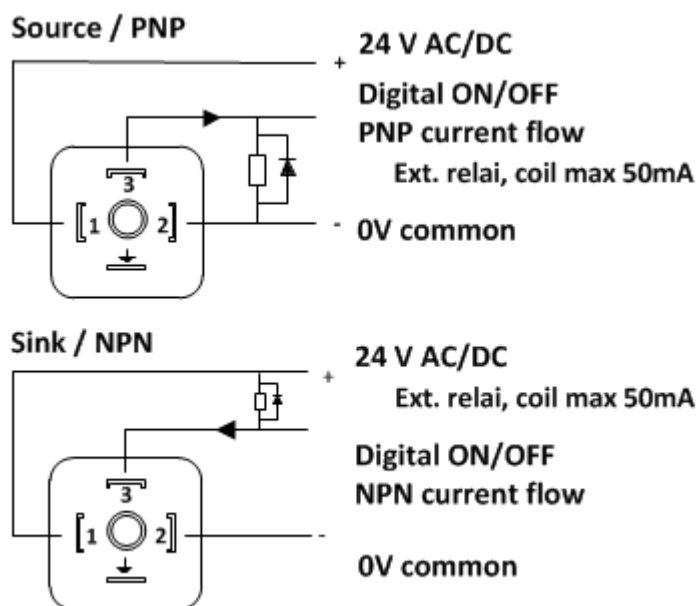 Source / PNP
+ 24 V AC/DC
Digital ON/OFF
PNP current flow
Ext. relai, coil max 50mA
3
1 2
- 0V common
Sink / NPN
+ 24 V AC/DC
Ext. relai, coil max 50mA
Digital ON/OFF
NPN current flow
3
1 2
-
0V common